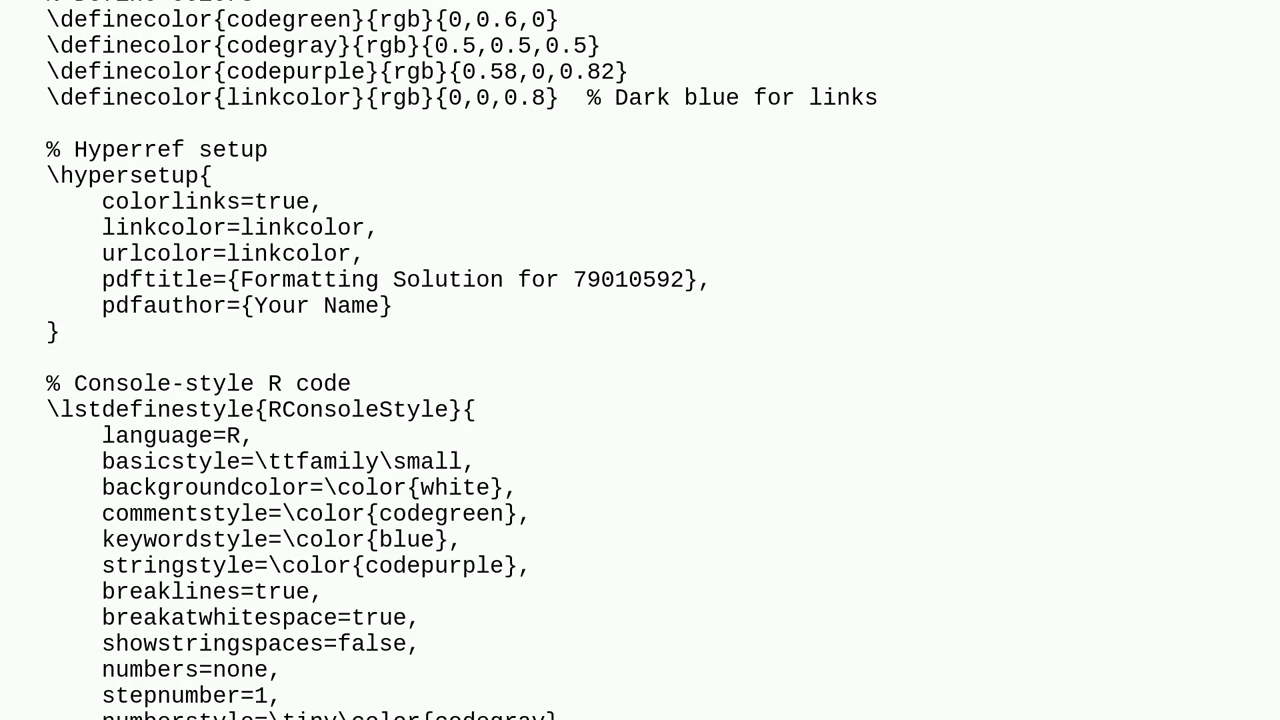 \definecolor{codegreen}{rgb}{0,0.6,0}
\definecolor{codegray}{rgb}{0.5,0.5,0.5}
\definecolor{codepurple}{rgb}{0.58,0,0.82}
\definecolor{linkcolor}{rgb}{0,0,0.8}  % Dark blue for links
% Hyperref setup
\hypersetup{
    colorlinks=true,
    linkcolor=linkcolor,
    urlcolor=linkcolor,
    pdftitle={Formatting Solution for 79010592},
    pdfauthor={Your Name}
}
% Console-style R code
\lstdefinestyle{RConsoleStyle}{
    language=R,
    basicstyle=\ttfamily\small,
    backgroundcolor=\color{white},
    commentstyle=\color{codegreen},
    keywordstyle=\color{blue},
    stringstyle=\color{codepurple},
    breaklines=true,
    breakatwhitespace=true,
    showstringspaces=false,
    numbers=none,
    stepnumber=1,
    numberstyle=\tiny\color{codegray}